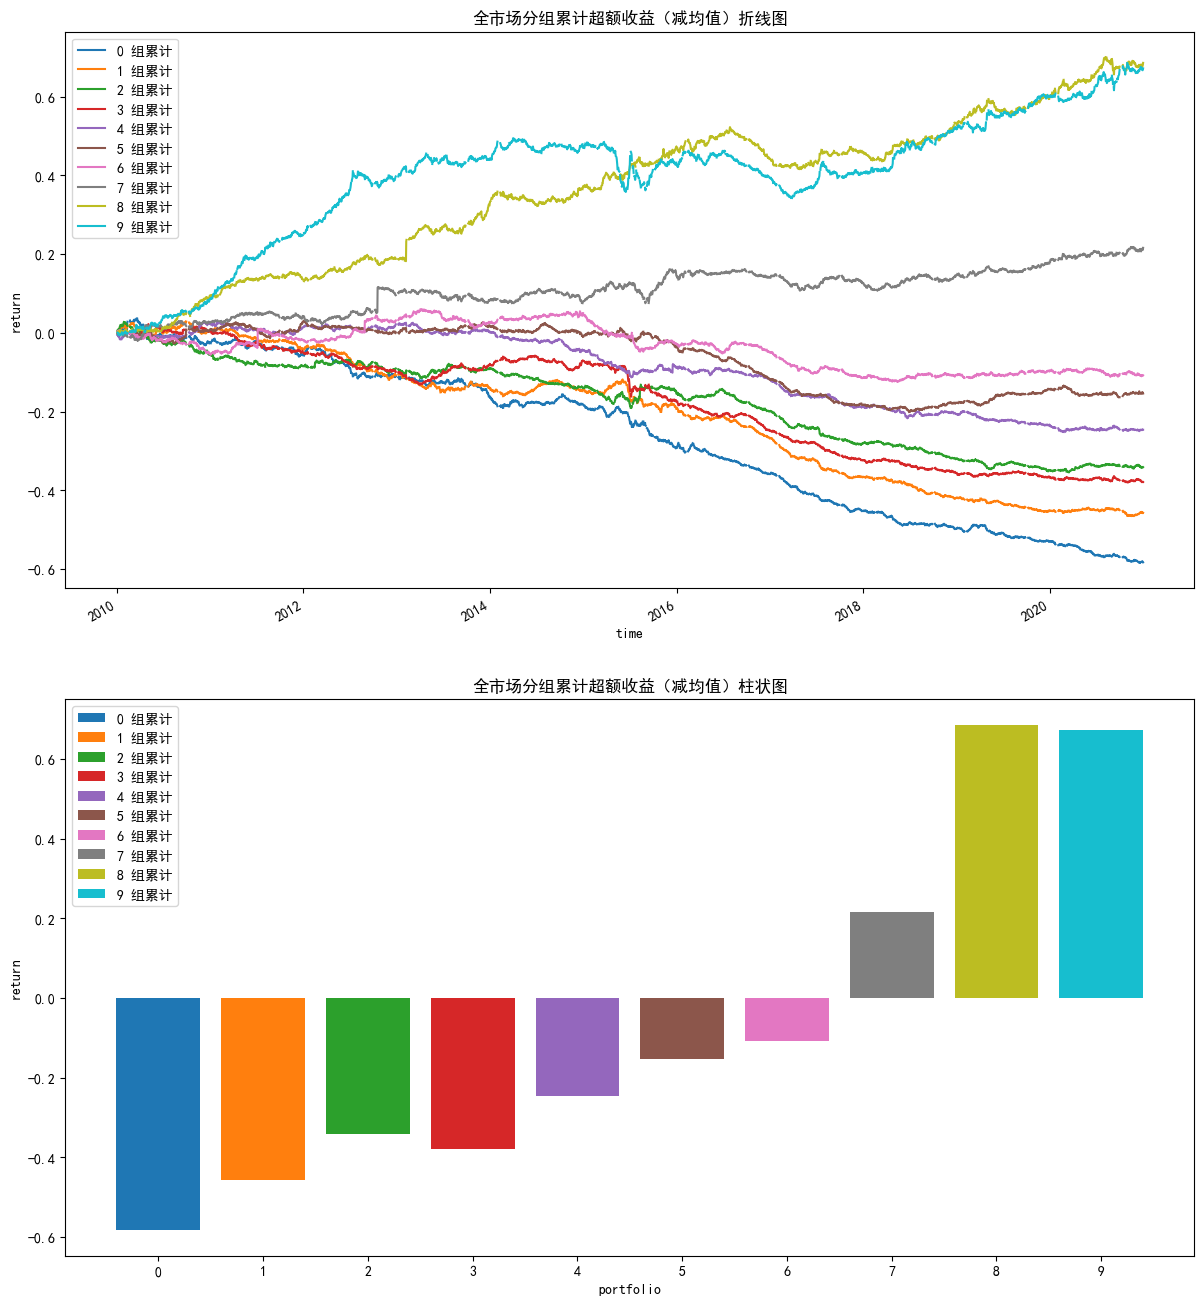 全市场分组累计超额收益（减均值）折线图
0 组累计
1 组累计
2 组累计
3 组累计
4 组累计
5 组累计
6 组累计
7 组累计
8 组累计
9 组累计
0.6
0.4
0.2
0.0
−0.2
−0.4
−0.6
return
2010
2012
2014
2016
2018
2020
time
全市场分组累计超额收益（减均值）柱状图
0 组累计
1 组累计
2 组累计
3 组累计
4 组累计
5 组累计
6 组累计
7 组累计
8 组累计
9 组累计
0.6
0.4
0.2
0.0
−0.2
−0.4
−0.6
return
0 1 2 3 4 5 6 7 8 9
portfolio